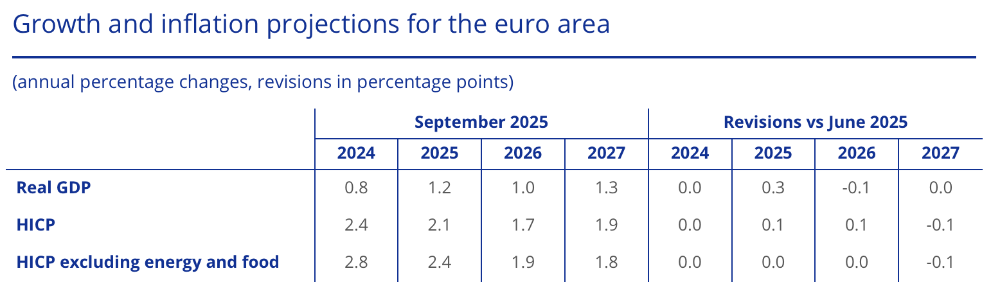 Growth and inflation projections for the euro area
(annual percentage changes, revisions in percentage points)
September 2025 Revisions vs June 2025
2024 2025 2026 2027 2024 2025 2026 2027
Real GDP 0.8 1.2 1.0 1.3 0.0 0.3 -0.1 0.0
HICP 2.4 2.1 1.7 1.9 0.0 0.1 0.1 -0.1
HICP excluding energy and food 2.8 2.4 1.9 1.8 0.0 0.0 0.0 -0.1